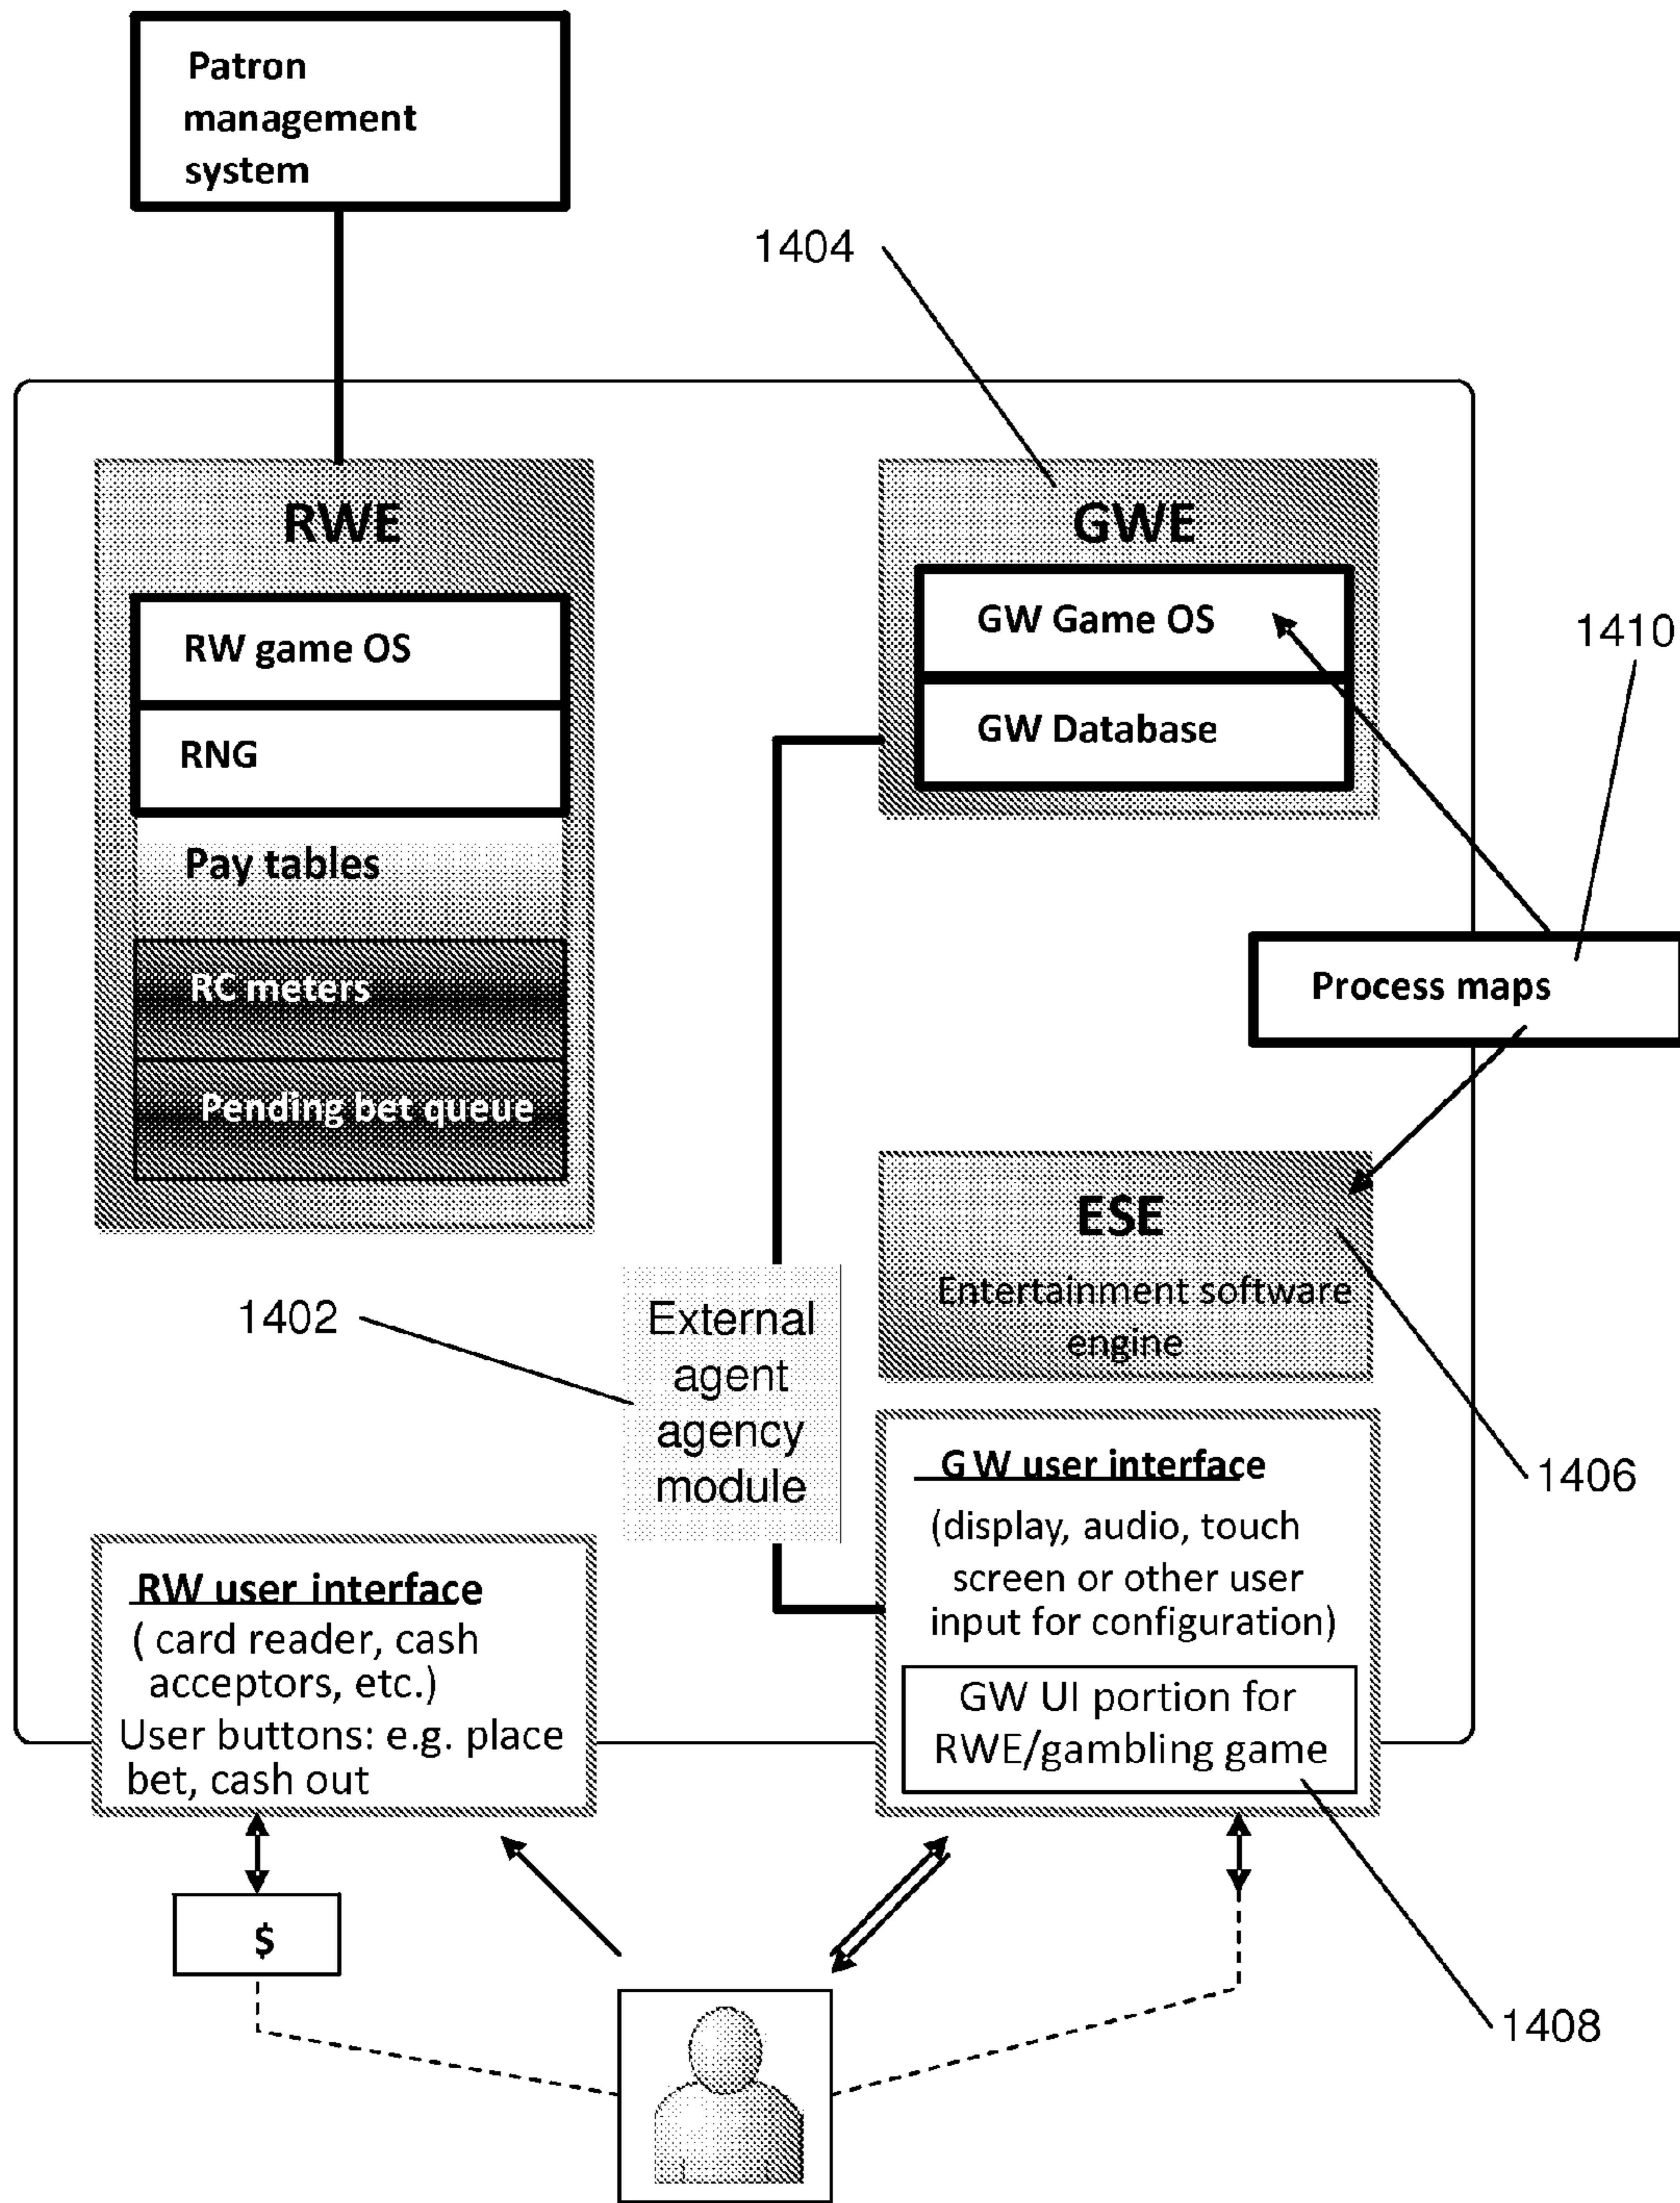 Patron
management
system
1404
RWE
RW game OS
RNG
Pay tables
RC meters
Pending bet queue
GWE
GW Game OS
GW Database
1410
Process maps
ESE
Entertainment software
engine
1402
External
agent
agency
module
1406
GW user interface
(display, audio, touch
screen or other user
input for configuration)
GW UI portion for
RWE/gambling game
RW user interface
( card reader, cash
acceptors, etc.)
User buttons: e.g. place
bet, cash out
$
1408